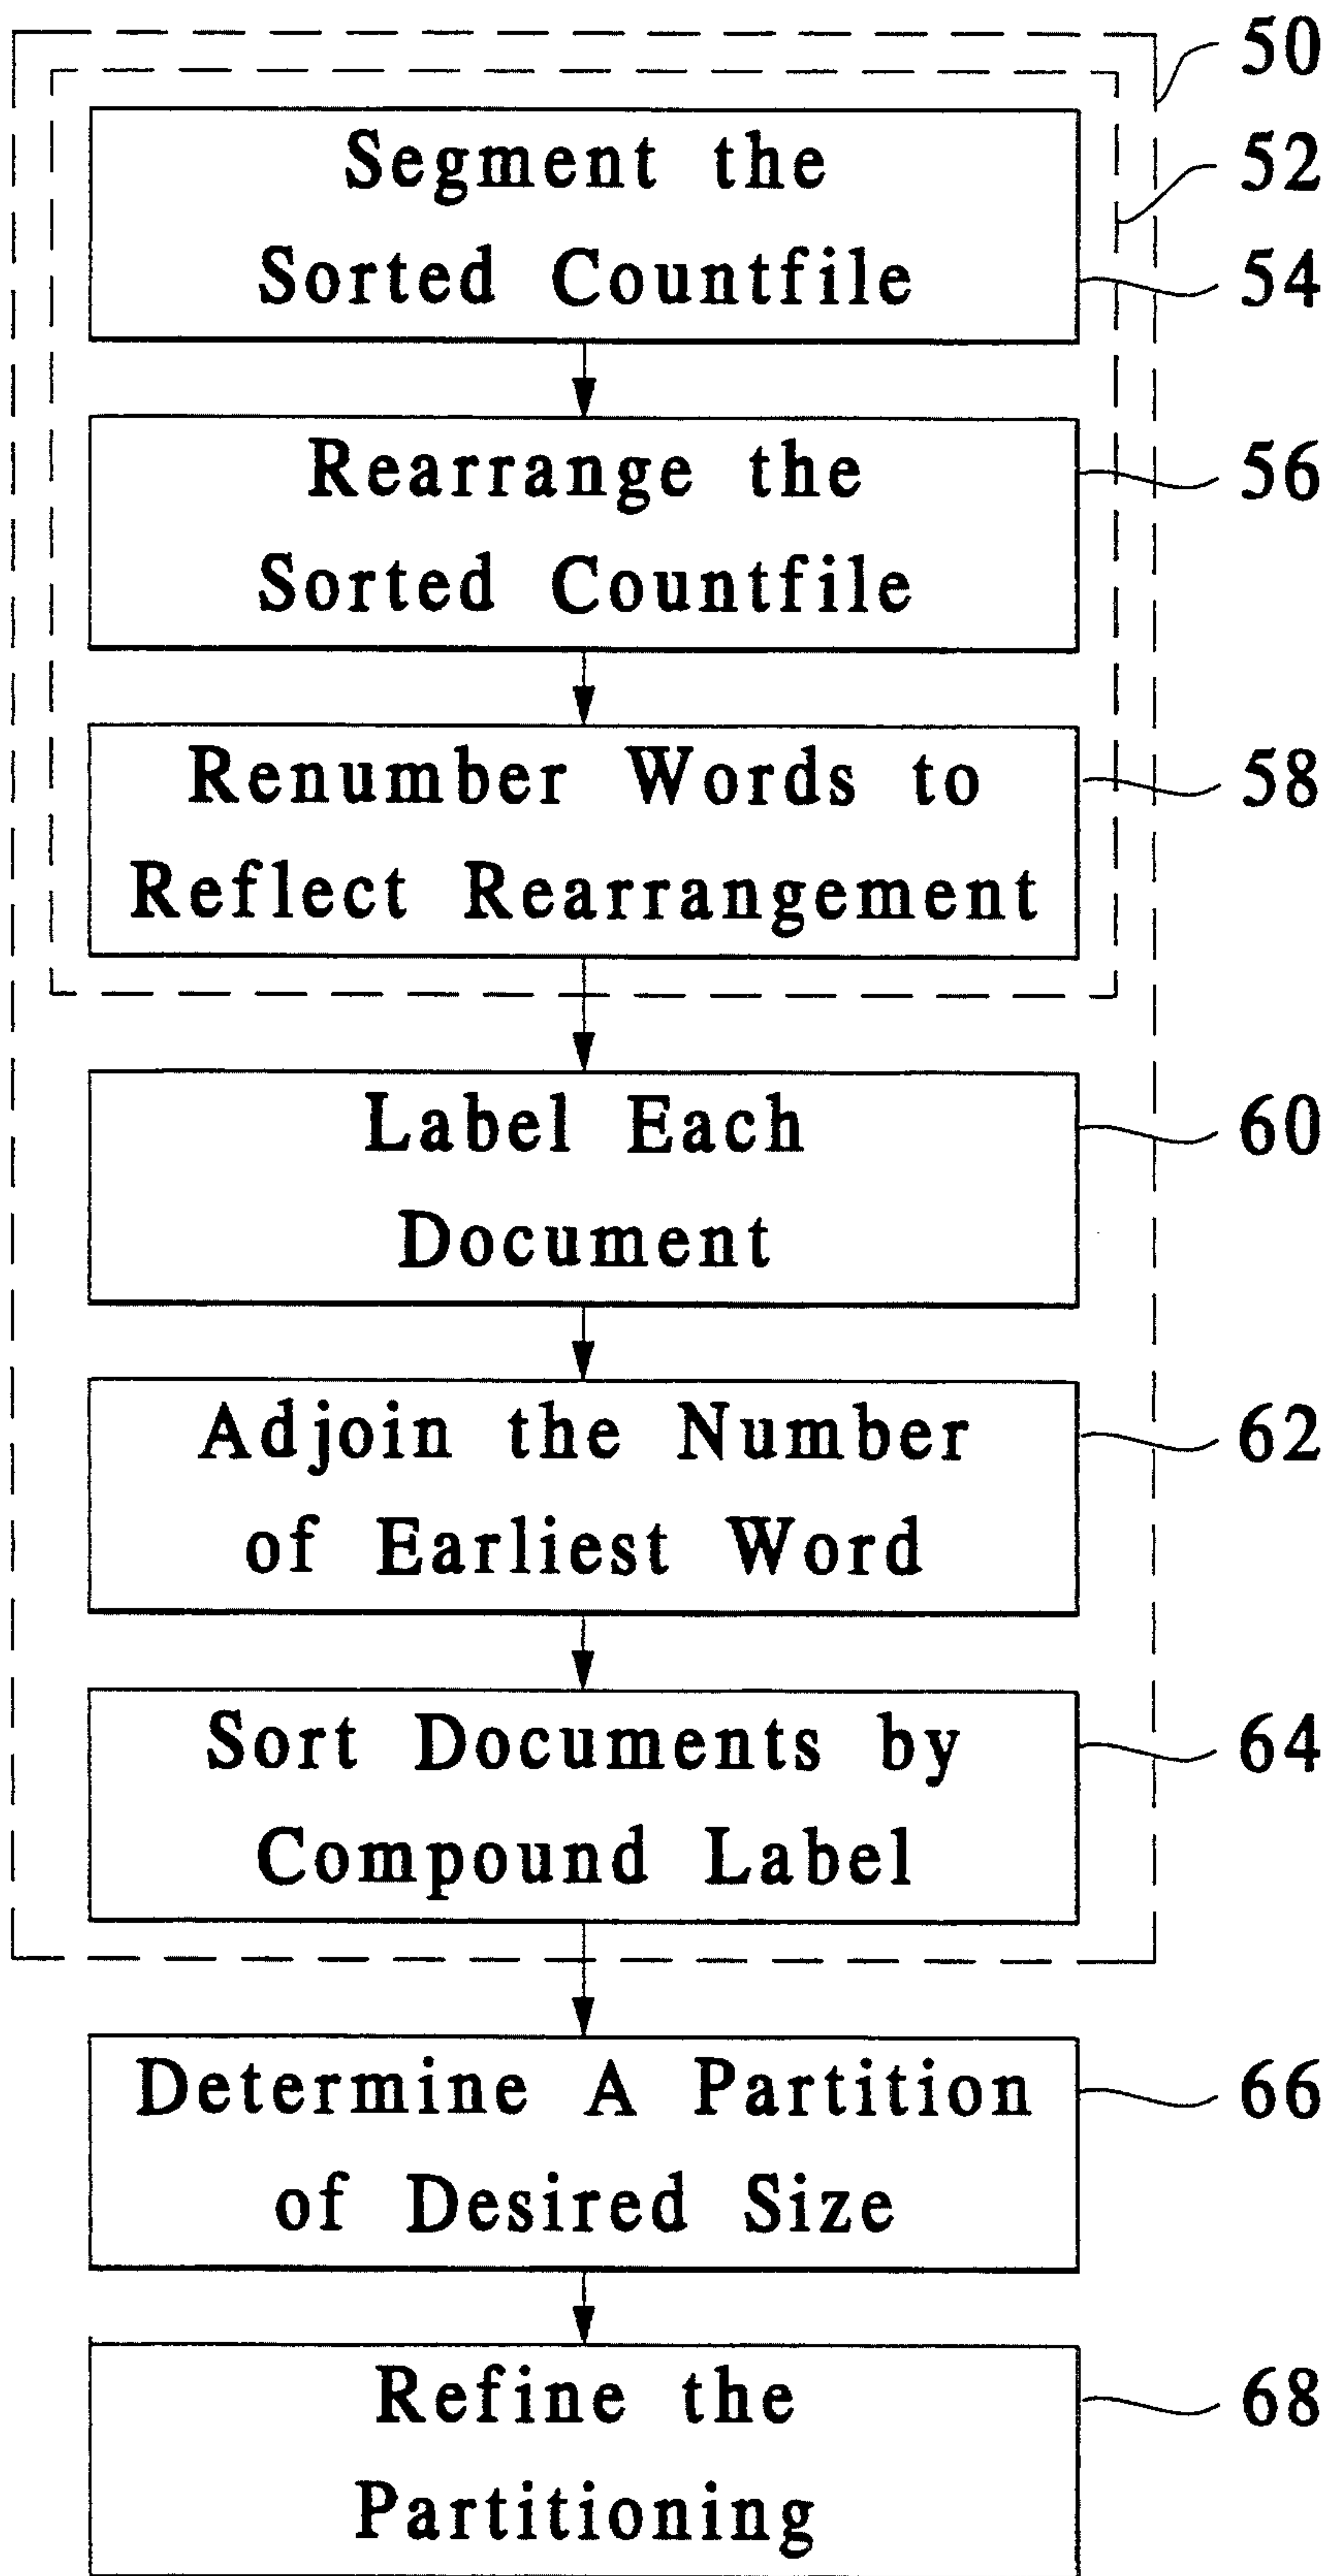 50
52
Segment the
Sorted Countfile
54
Rearrange the
Sorted Countfile
56
Renumber Words to
Reflect Rearrangement
58
Label Each
Document
60
Adjoin the Number
of Earliest Word
62
Sort Documents by
Compound Label
64
Determine A Partition
of Desired Size
66
Refine the
Partitioning
68